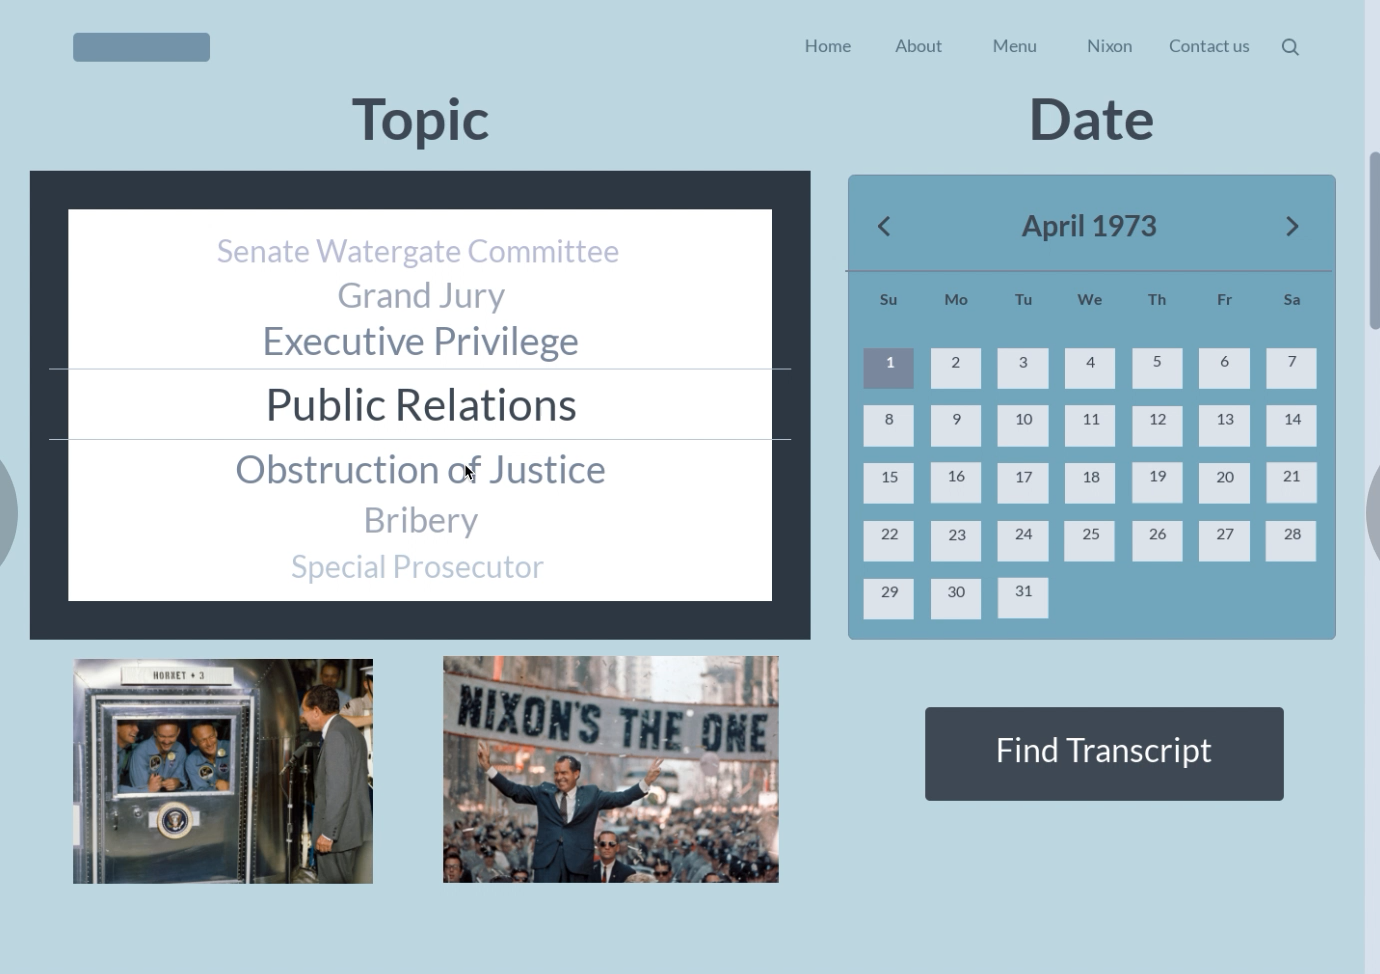 Home About Menu Nixon Contact us
Topic
Date
Senate Watergate Committee
Grand Jury
Executive Privilege
Public Relations
Obstruction of Justice
Bribery
Special Prosecutor
April 1973
Su Mo Tu We Th Fr Sa
1 2 3 4 5 6 7
8 9 10 11 12 13 14
15 16 17 18 19 20 21
22 23 24 25 26 27 28
29 30 31
HORNET + 3
NIXON'S THE ONE
Find Transcript